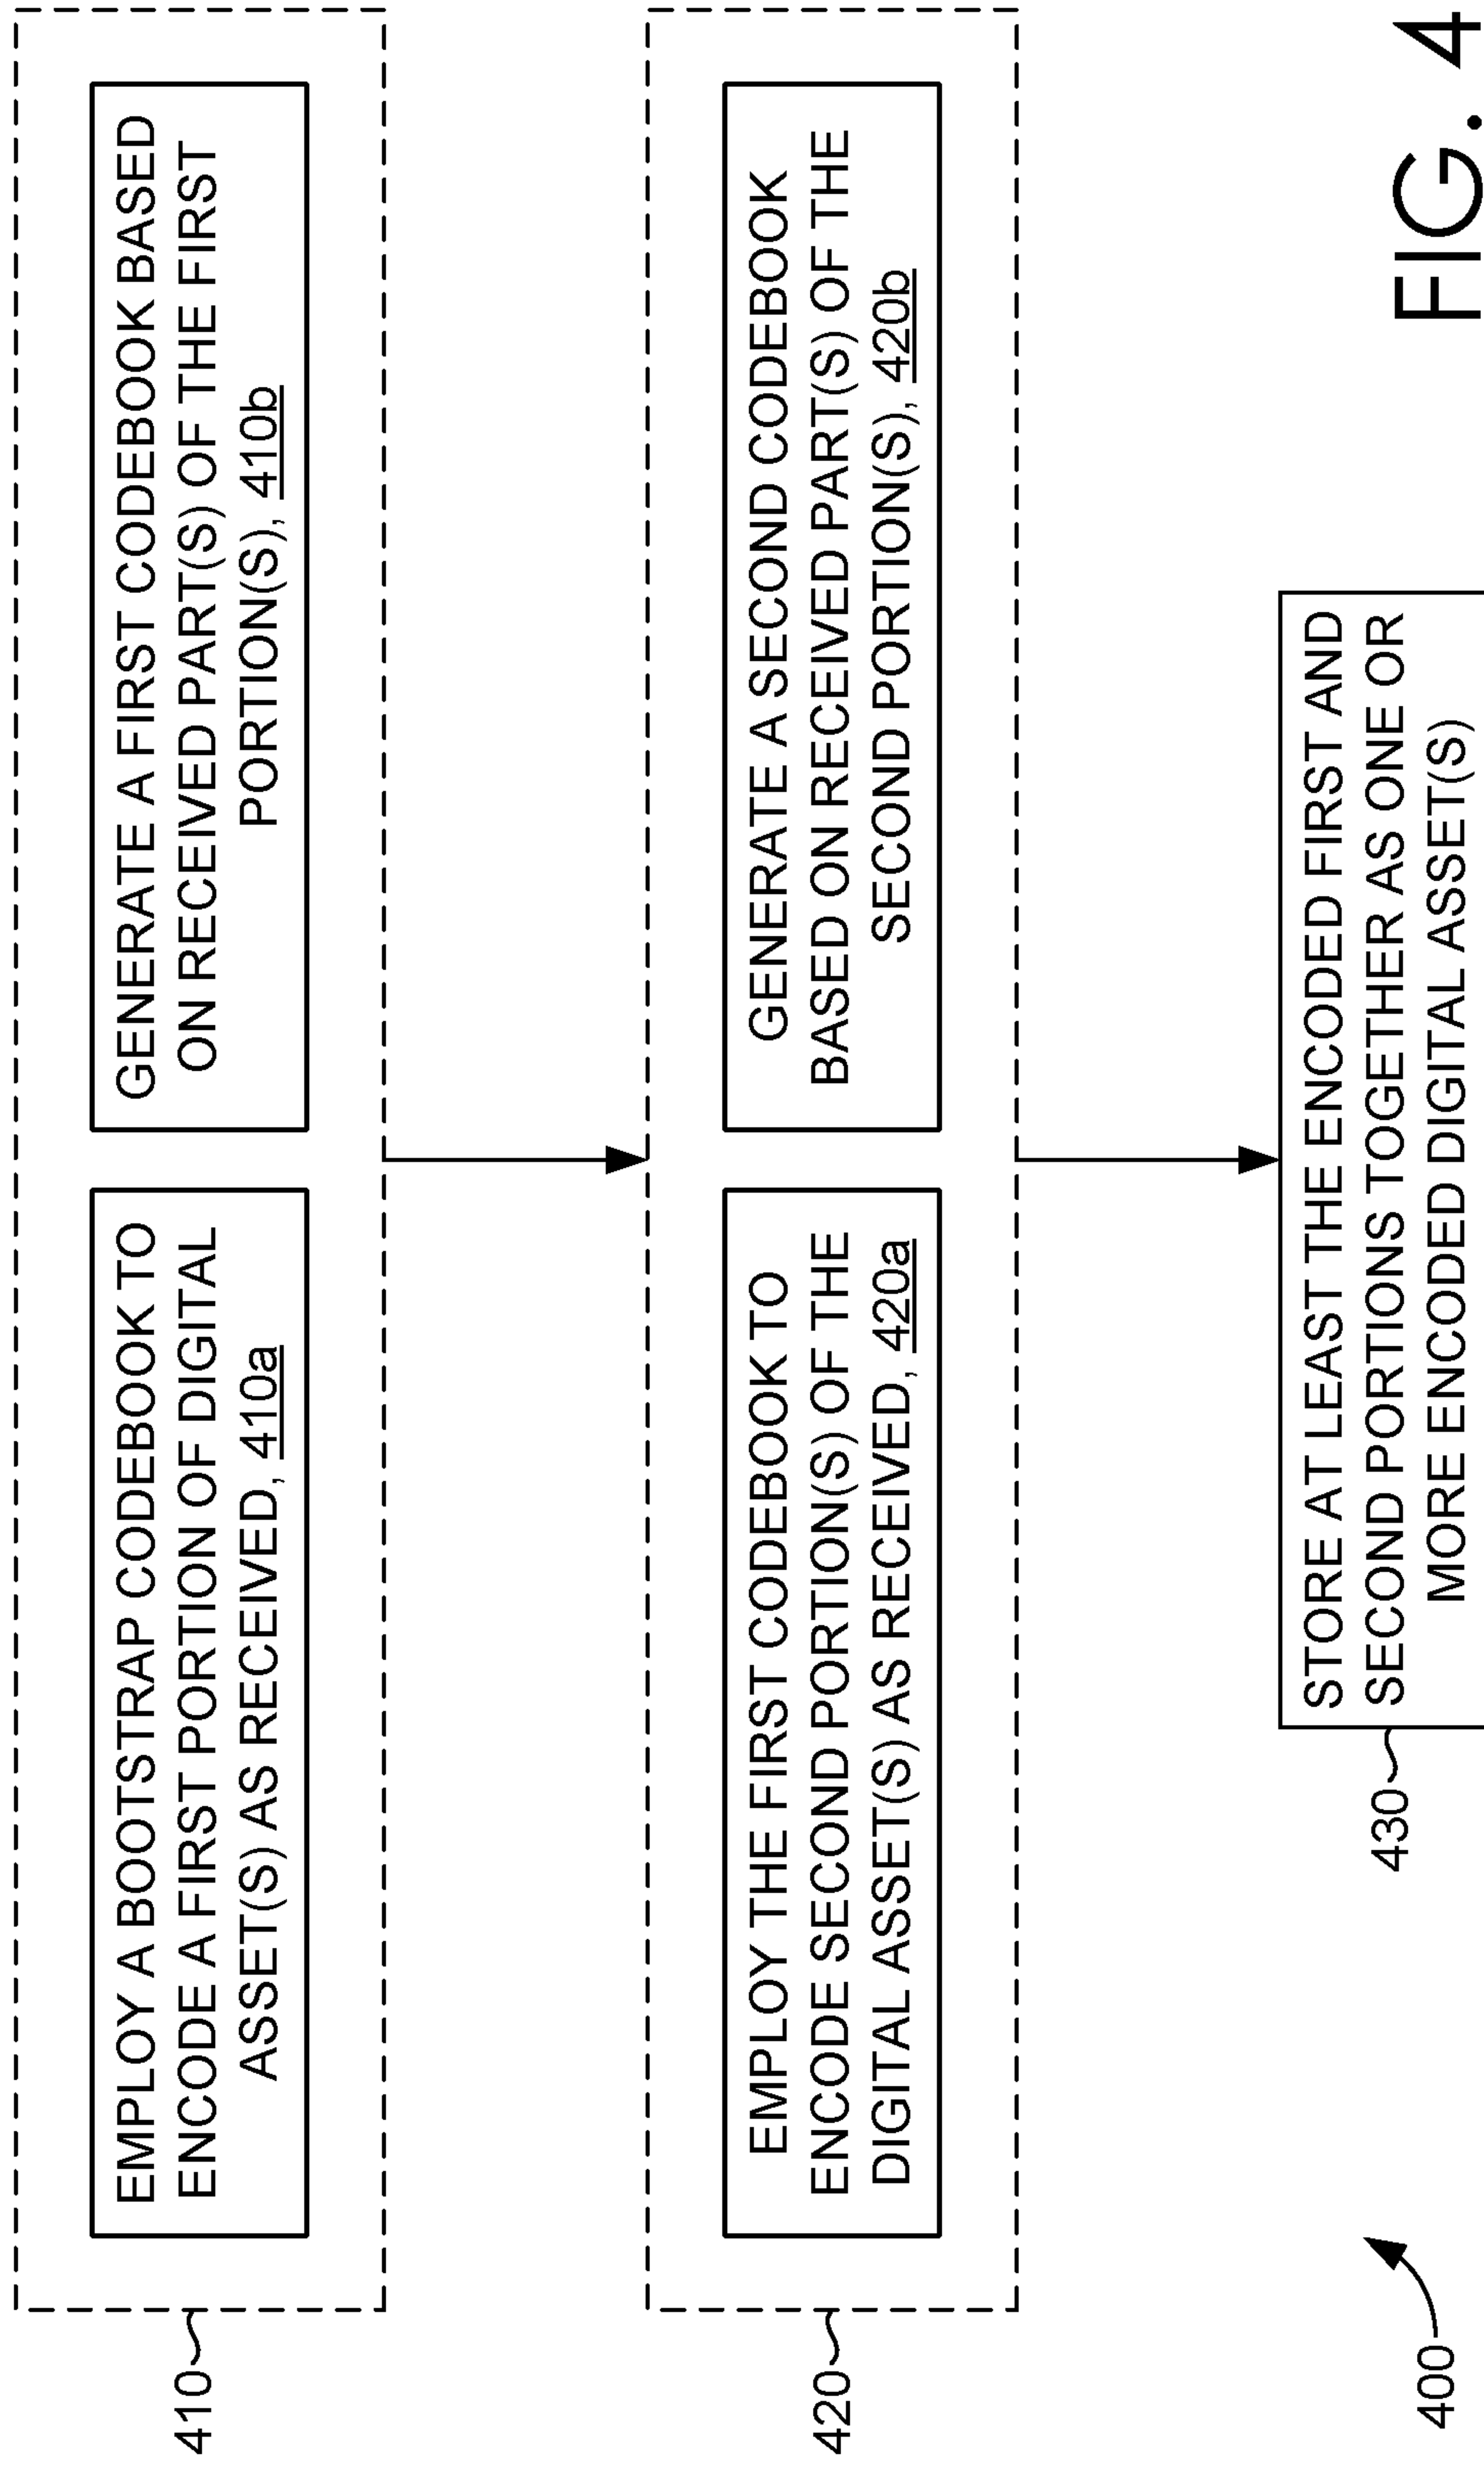 410
EMPLOY A BOOTSTRAP CODEBOOK TO
ENCODE A FIRST PORTION OF DIGITAL
ASSET(S) AS RECEIVED, 410a
GENERATE A FIRST CODEBOOK BASED
ON RECEIVED PART(S) OF THE FIRST
PORTION(S), 410b
420
EMPLOY THE FIRST CODEBOOK TO
ENCODE SECOND PORTION(S) OF THE
DIGITAL ASSET(S) AS RECEIVED, 420a
GENERATE A SECOND CODEBOOK
BASED ON RECEIVED PART(S) OF THE
SECOND PORTION(S), 420b
430
STORE AT LEAST THE ENCODED FIRST AND
SECOND PORTIONS TOGETHER AS ONE OR
MORE ENCODED DIGITAL ASSET(S)
400
FIG. 4